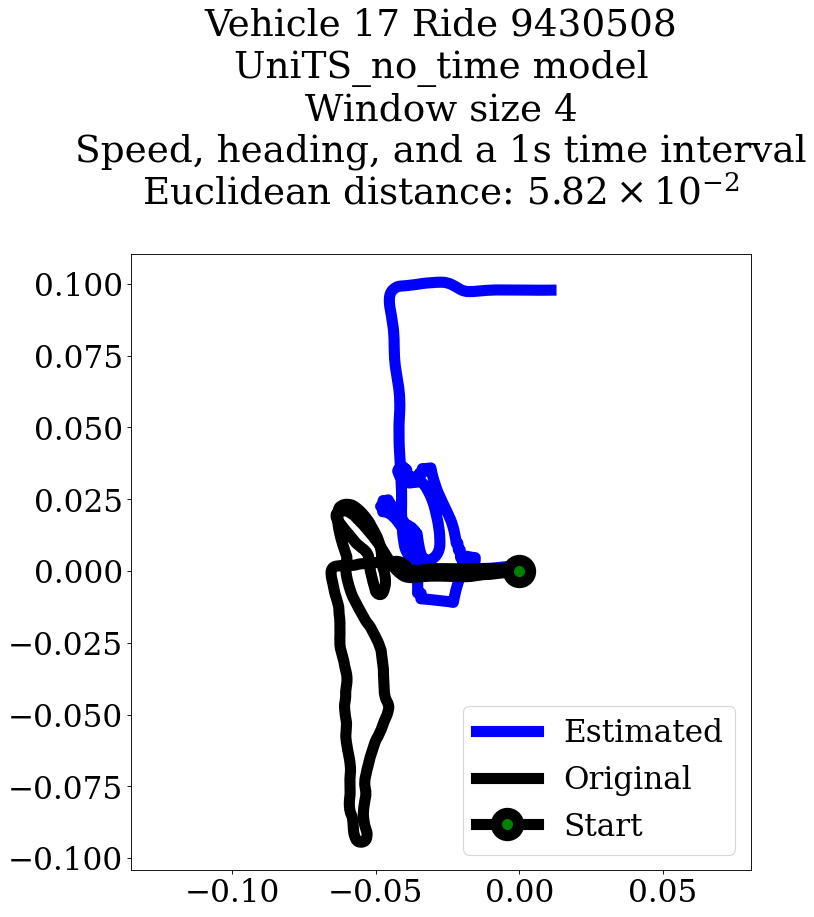 Vehicle 17 Ride 9430508
UniTS_no_time model
Window size 4
Speed, heading, and a 1s time interval
Euclidean distance: 5.82 × 10⁻²
0.100
0.075
0.050
0.025
0.000
−0.025
−0.050
−0.075
−0.100
−0.10
−0.05
0.00
0.05
Estimated
Original
Start